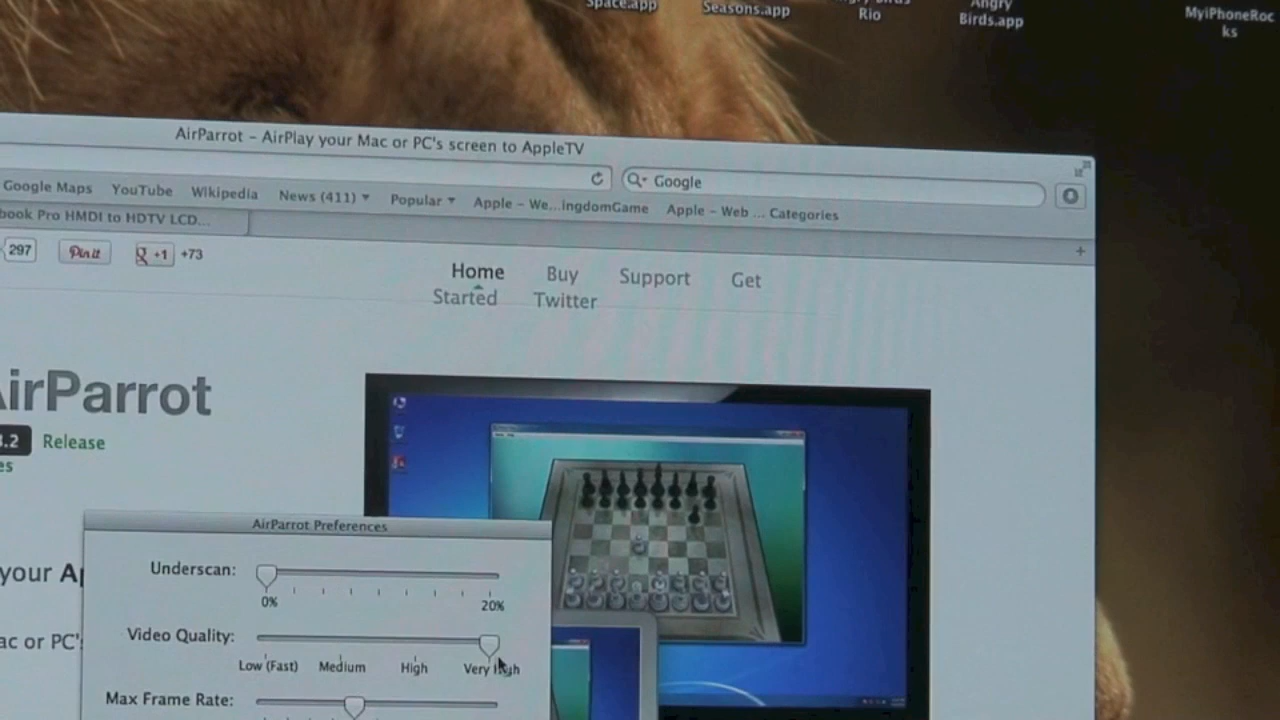 Space.app
Seasons.app
Rio
Angry
Birds.app
MyiPhoneRoc
ks
AirParrot – AirPlay your Mac or PC's screen to AppleTV
Google
Google Maps YouTube Wikipedia News (411) Popular Apple – We...ingdomGame Apple – Web ... Categories
book Pro HMDI to HDTV LCD...
297 Pin it +1 +73
Home Buy Support Get
Started Twitter
AirParrot
.2 Release
es
your Ap
ac or PC's
AirParrot Preferences
Underscan:
0% 20%
Video Quality:
Low (Fast) Medium High Very High
Max Frame Rate: